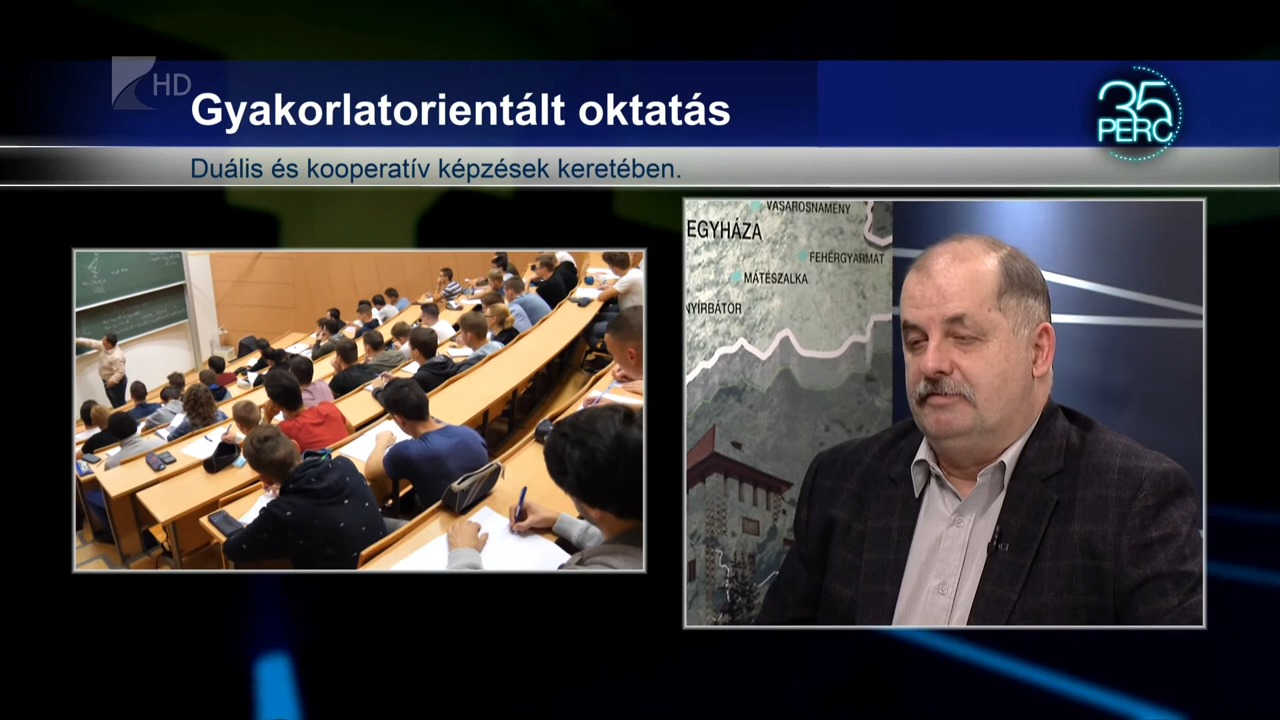 HD
Gyakorlatorientált oktatás
35
PERC
Duális és kooperatív képzések keretében.
VÁSÁROSNAMÉNY
EGYHÁZA
FEHÉRGYARMAT
MÁTÉSZALKA
NYÍRBÁTOR